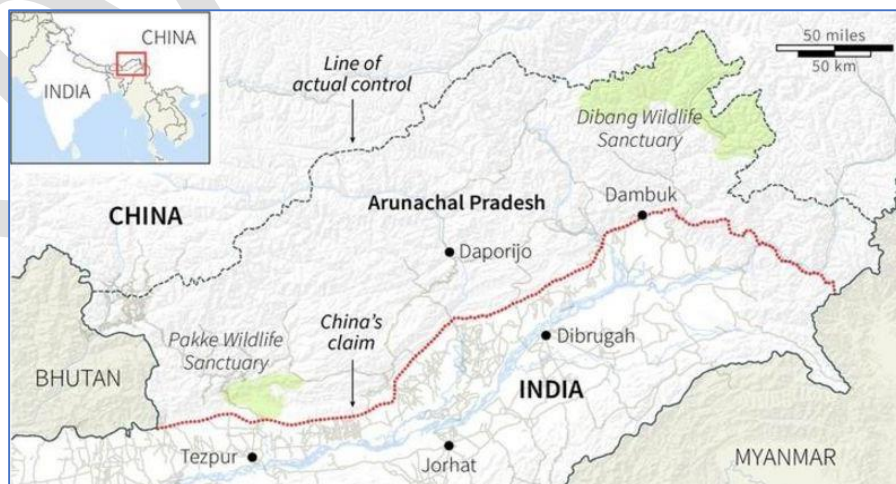 CHINA
INDIA
Line of
actual control
50 miles
50 km
Dibang Wildlife
Sanctuary
Dambuk
CHINA
Arunachal Pradesh
Daporijo
China's
claim
Pakke Wildlife
Sanctuary
Dibrugah
BHUTAN
INDIA
Tezpur
Jorhat
MYANMAR